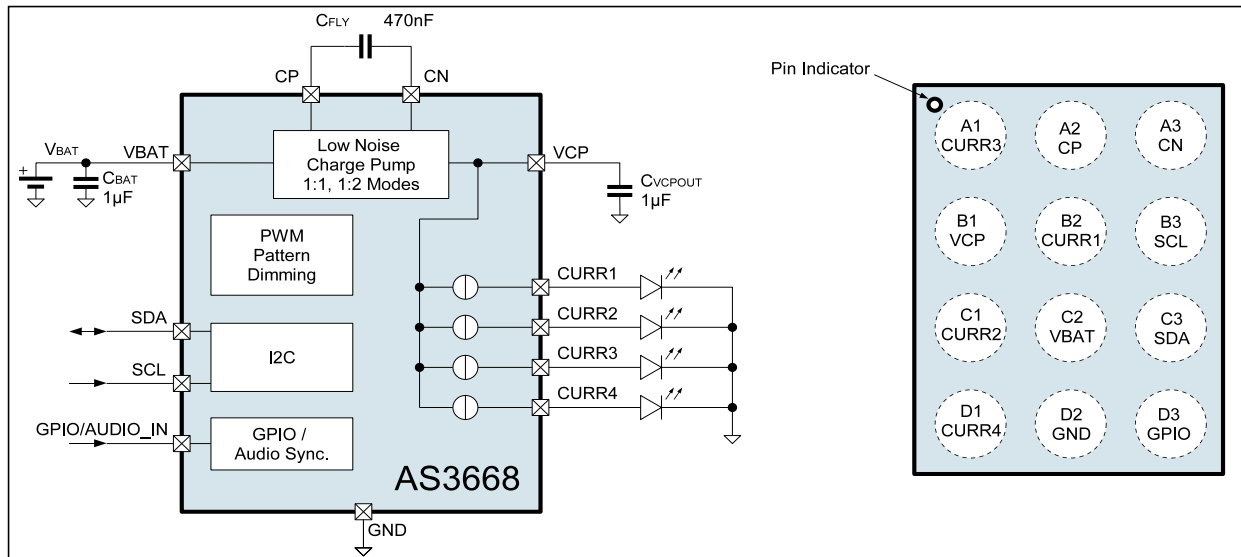 CFLY 470nF
CP
CN
VBAT
VBAT
+
CBAT
1µF
Low Noise
Charge Pump
1:1, 1:2 Modes
VCP
CVCPOUT
1µF
PWM
Pattern
Dimming
CURR1
CURR2
CURR3
CURR4
SDA
SCL
I2C
GPIO/AUDIO_IN
GPIO /
Audio Sync.
AS3668
GND
Pin Indicator
A1
CURR3
A2
CP
A3
CN
B1
VCP
B2
CURR1
B3
SCL
C1
CURR2
C2
VBAT
C3
SDA
D1
CURR4
D2
GND
D3
GPIO